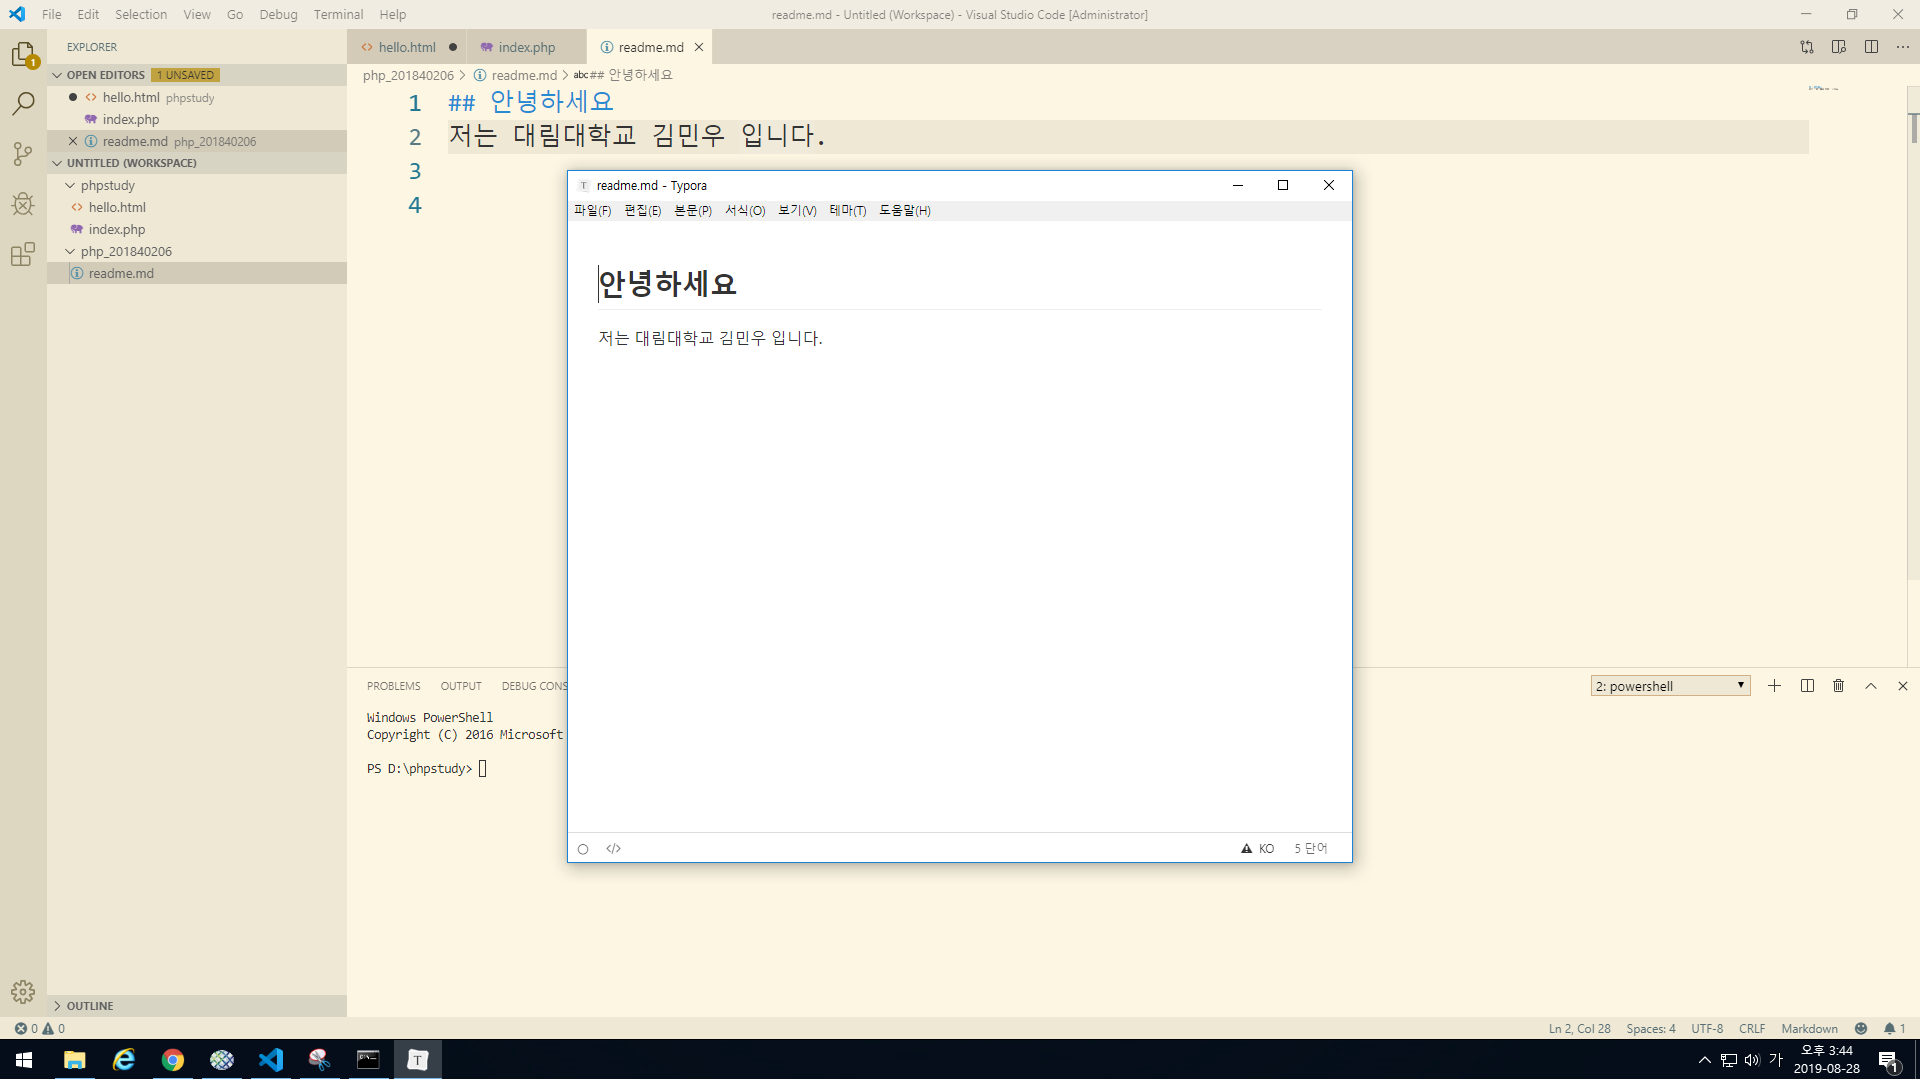 File Edit Selection View Go Debug Terminal Help
readme.md - Untitled (Workspace) - Visual Studio Code [Administrator]
EXPLORER
OPEN EDITORS 1 UNSAVED
hello.html phpstudy
index.php
readme.md php_201840206
UNTITLED (WORKSPACE)
phpstudy
hello.html
index.php
php_201840206
readme.md
OUTLINE
1
hello.html index.php readme.md
php_201840206 readme.md abc ## 안녕하세요
1 ## 안녕하세요
2 저는 대림대학교 김민우 입니다.
3
4
T readme.md - Typora
파일(F) 편집(E) 본문(P) 서식(O) 보기(V) 테마(T) 도움말(H)
안녕하세요
저는 대림대학교 김민우 입니다.
</> KO 5 단어
PROBLEMS OUTPUT DEBUG CONS
2: powershell
Windows PowerShell
Copyright (C) 2016 Microsoft
PS D:\phpstudy>
0 0
Ln 2, Col 28 Spaces: 4 UTF-8 CRLF Markdown 1
T
가
오후 3:44
2019-08-28
1